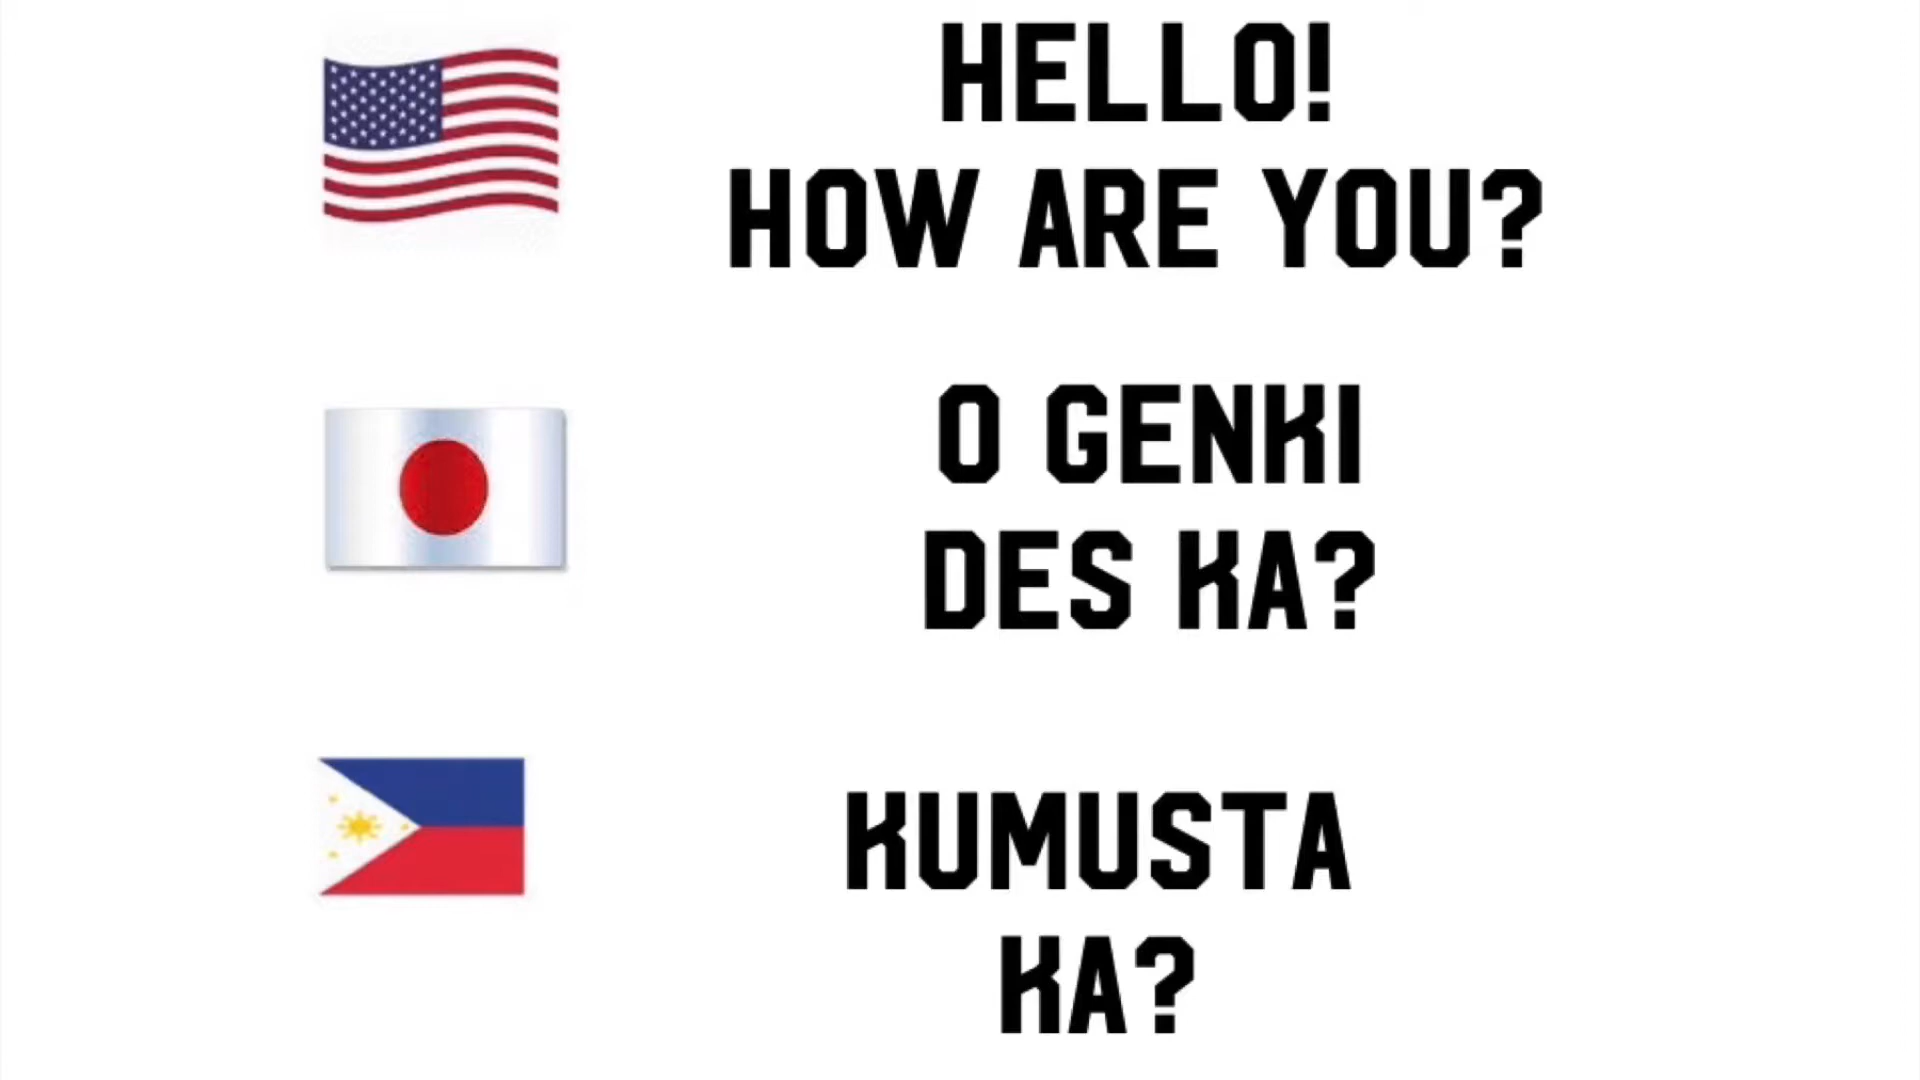 HELLO!
HOW ARE YOU?
O GENKI
DES KA?
KUMUSTA
KA?